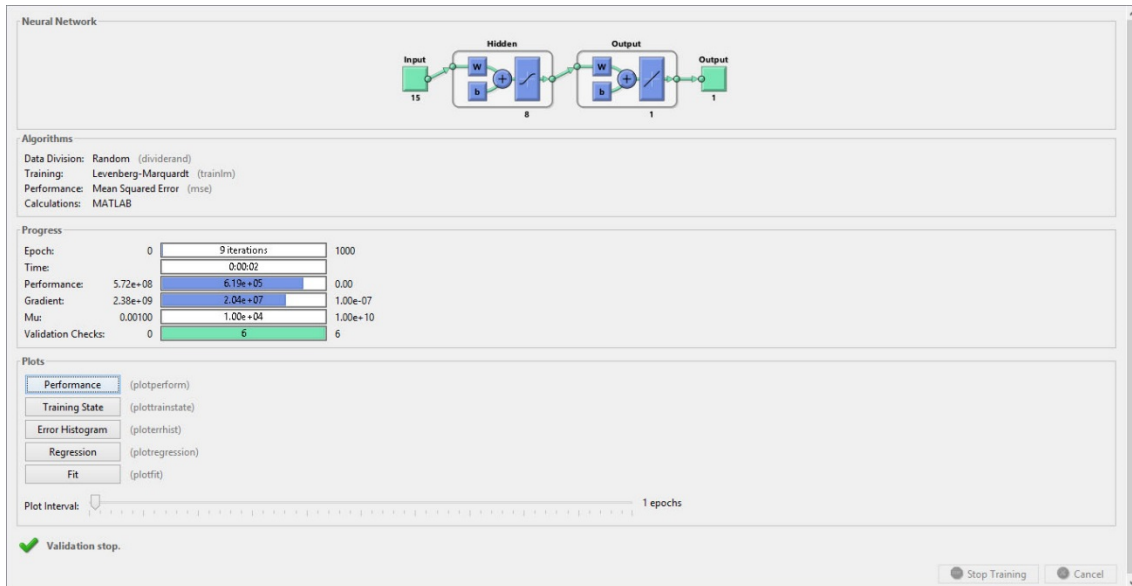 Neural Network
Hidden
Output
Input
Output
W
W
+
+
b
b
15
1
8
1
Algorithms
Data Division: Random (dividerand)
Training: Levenberg-Marquardt (trainlm)
Performance: Mean Squared Error (mse)
Calculations: MATLAB
Progress
Epoch: 0 9 iterations 1000
Time: 0:00:02
Performance: 5.72e+08 6.19e+05 0.00
Gradient: 2.38e+09 2.04e+07 1.00e-07
Mu: 0.00100 1.00e+04 1.00e+10
Validation Checks: 0 6 6
Plots
Performance (plotperform)
Training State (plottrainstate)
Error Histogram (ploterrhist)
Regression (plotregression)
Fit (plotfit)
Plot Interval: 1 epochs
Validation stop.
Stop Training Cancel